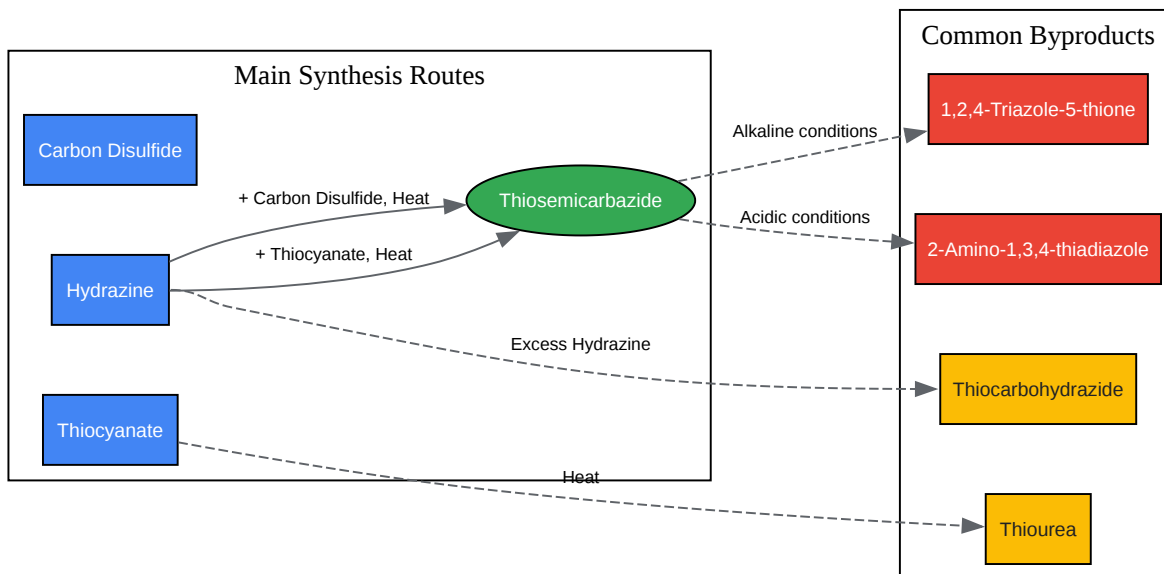 Main Synthesis Routes
Carbon Disulfide
Hydrazine
Thiocyanate
+ Carbon Disulfide, Heat
+ Thiocyanate, Heat
Thiosemicarbazide
Alkaline conditions
Acidic conditions
Excess Hydrazine
Heat
Common Byproducts
1,2,4-Triazole-5-thione
2-Amino-1,3,4-thiadiazole
Thiocarbohydrazide
Thiourea